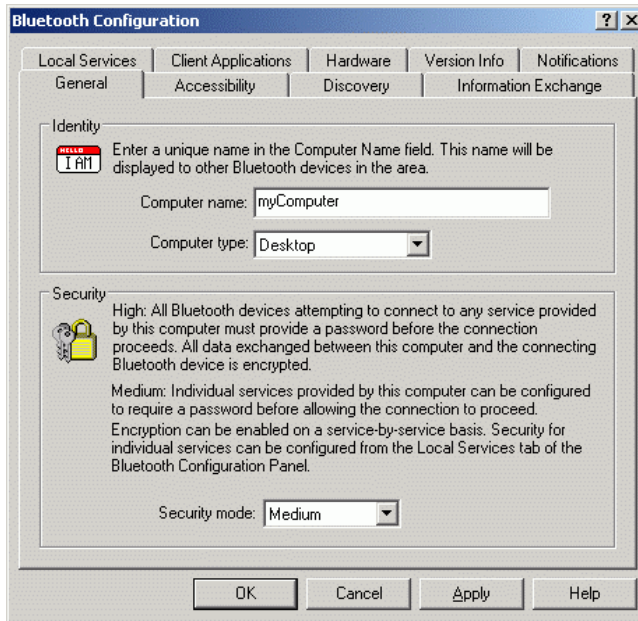 Bluetooth Configuration
Local Services
Client Applications
Hardware
Version Info
Notifications
General
Accessibility
Discovery
Information Exchange
Identity
HELLO
I AM
Enter a unique name in the Computer Name field. This name will be
displayed to other Bluetooth devices in the area.
Computer name: myComputer
Computer type: Desktop
Security
High: All Bluetooth devices attempting to connect to any service provided
by this computer must provide a password before the connection
proceeds. All data exchanged between this computer and the connecting
Bluetooth device is encrypted.
Medium: Individual services provided by this computer can be configured
to require a password before allowing the connection to proceed.
Encryption can be enabled on a service-by-service basis. Security for
individual services can be configured from the Local Services tab of the
Bluetooth Configuration Panel.
Security mode: Medium
OK
Cancel
Apply
Help